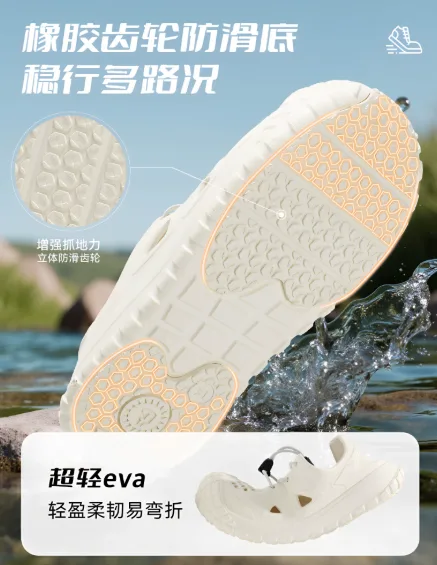 橡胶齿轮防滑底
稳行多路况
增强抓地力
立体防滑齿轮
超轻eva
轻盈柔韧易弯折